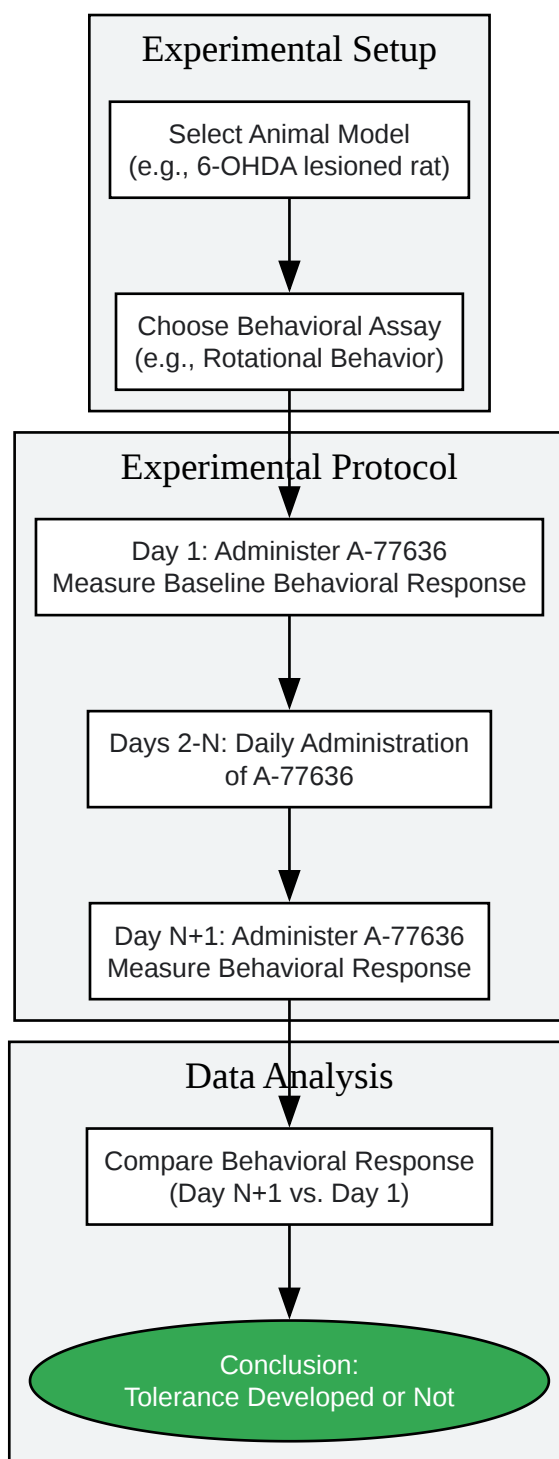 Experimental Setup
Select Animal Model
(e.g., 6-OHDA lesioned rat)
Choose Behavioral Assay
(e.g., Rotational Behavior)
Experimental Protocol
Day 1: Administer A-77636
Measure Baseline Behavioral Response
Days 2-N: Daily Administration
of A-77636
Day N+1: Administer A-77636
Measure Behavioral Response
Data Analysis
Compare Behavioral Response
(Day N+1 vs. Day 1)
Conclusion:
Tolerance Developed or Not